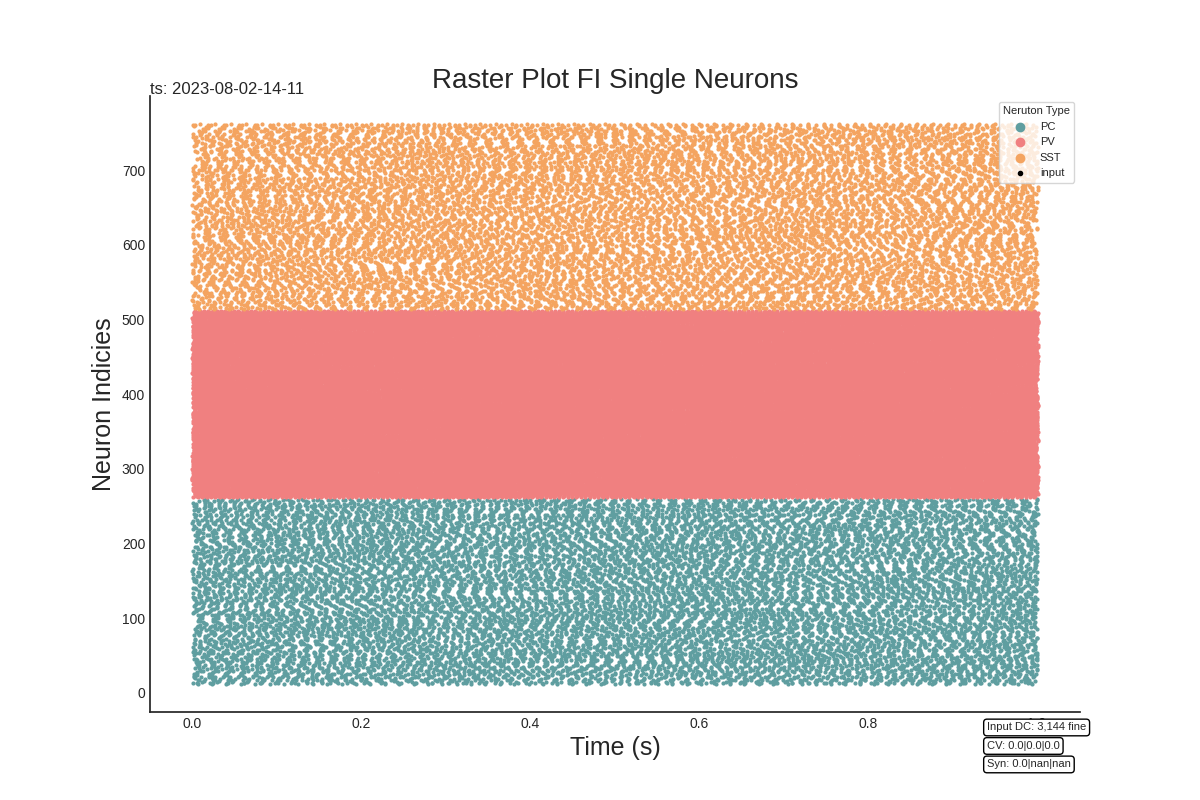 Raster Plot FI Single Neurons
ts: 2023-08-02-14-11
Neruton Type
PC
PV
SST
input
Neuron Indicies
700
600
500
400
300
200
100
0
0.0 0.2 0.4 0.6 0.8
Time (s)
Input DC: 3,144 fine
CV: 0.0|0.0|0.0
Syn: 0.0|nan|nan